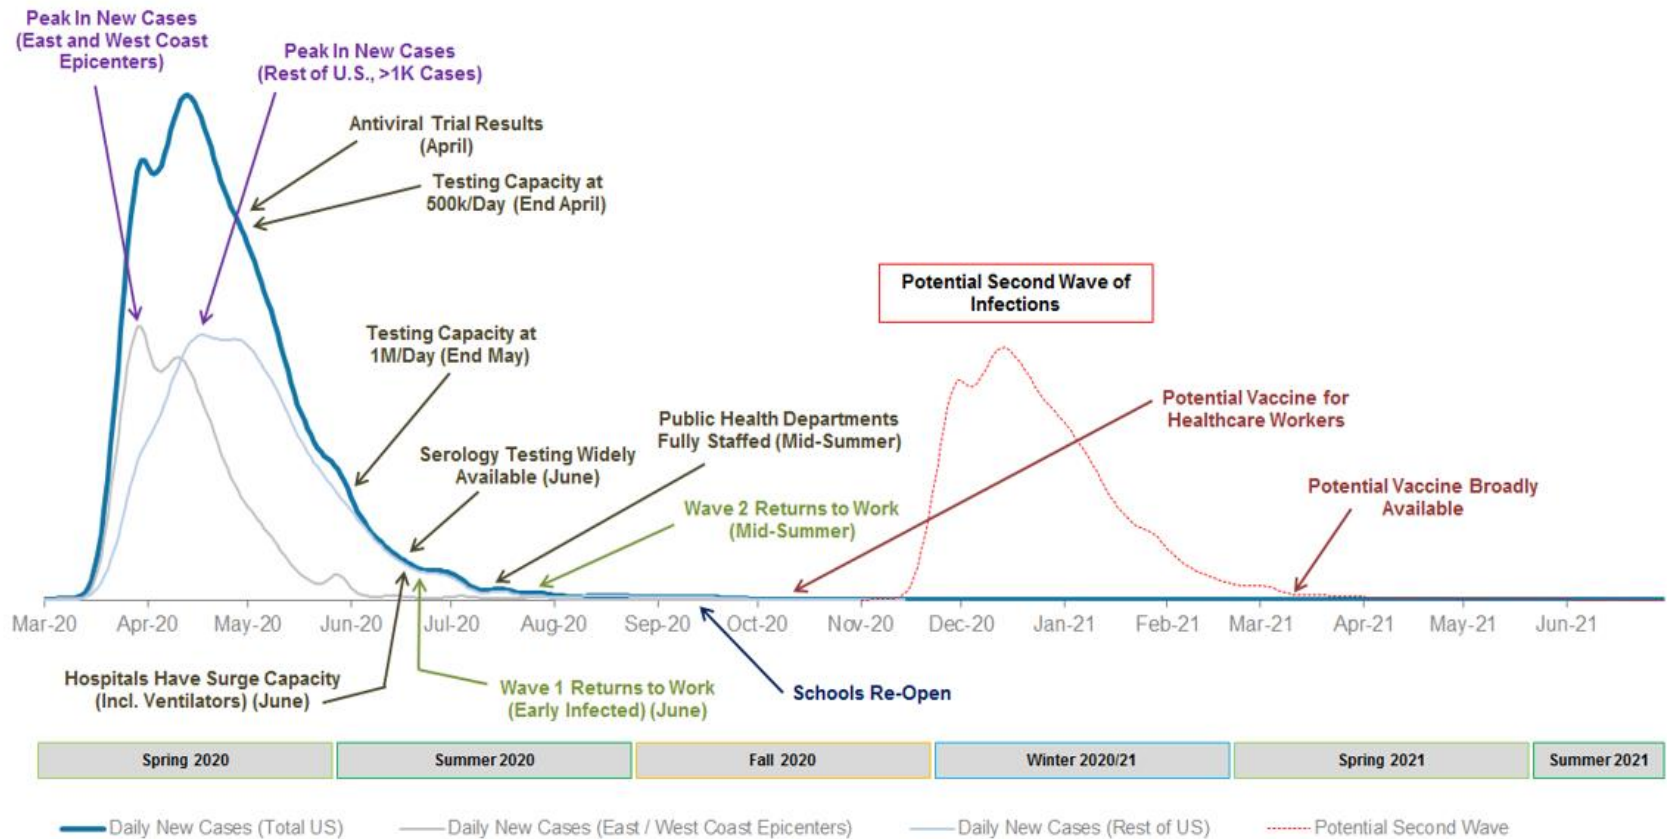 Peak In New Cases
(East and West Coast
Epicenters)
Peak In New Cases
(Rest of U.S., >1K Cases)
Antiviral Trial Results
(April)
Testing Capacity at
500k/Day (End April)
Potential Second Wave of
Infections
Testing Capacity at
1M/Day (End May)
Potential Vaccine for
Healthcare Workers
Public Health Departments
Fully Staffed (Mid-Summer)
Serology Testing Widely
Available (June)
Potential Vaccine Broadly
Available
Wave 2 Returns to Work
(Mid-Summer)
Mar-20 Apr-20 May-20 Jun-20 Jul-20 Aug-20 Sep-20 Oct-20 Nov-20 Dec-20 Jan-21 Feb-21 Mar-21 Apr-21 May-21 Jun-21
Hospitals Have Surge Capacity
(Incl. Ventilators) (June)
Wave 1 Returns to Work
(Early Infected) (June)
Schools Re-Open
Spring 2020 Summer 2020 Fall 2020 Winter 2020/21 Spring 2021 Summer 2021
Daily New Cases (Total US) Daily New Cases (East / West Coast Epicenters) Daily New Cases (Rest of US) Potential Second Wave